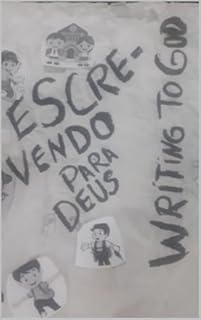 ESCRE-
VENDO
PARA
DEUS
WRITING TO GOD